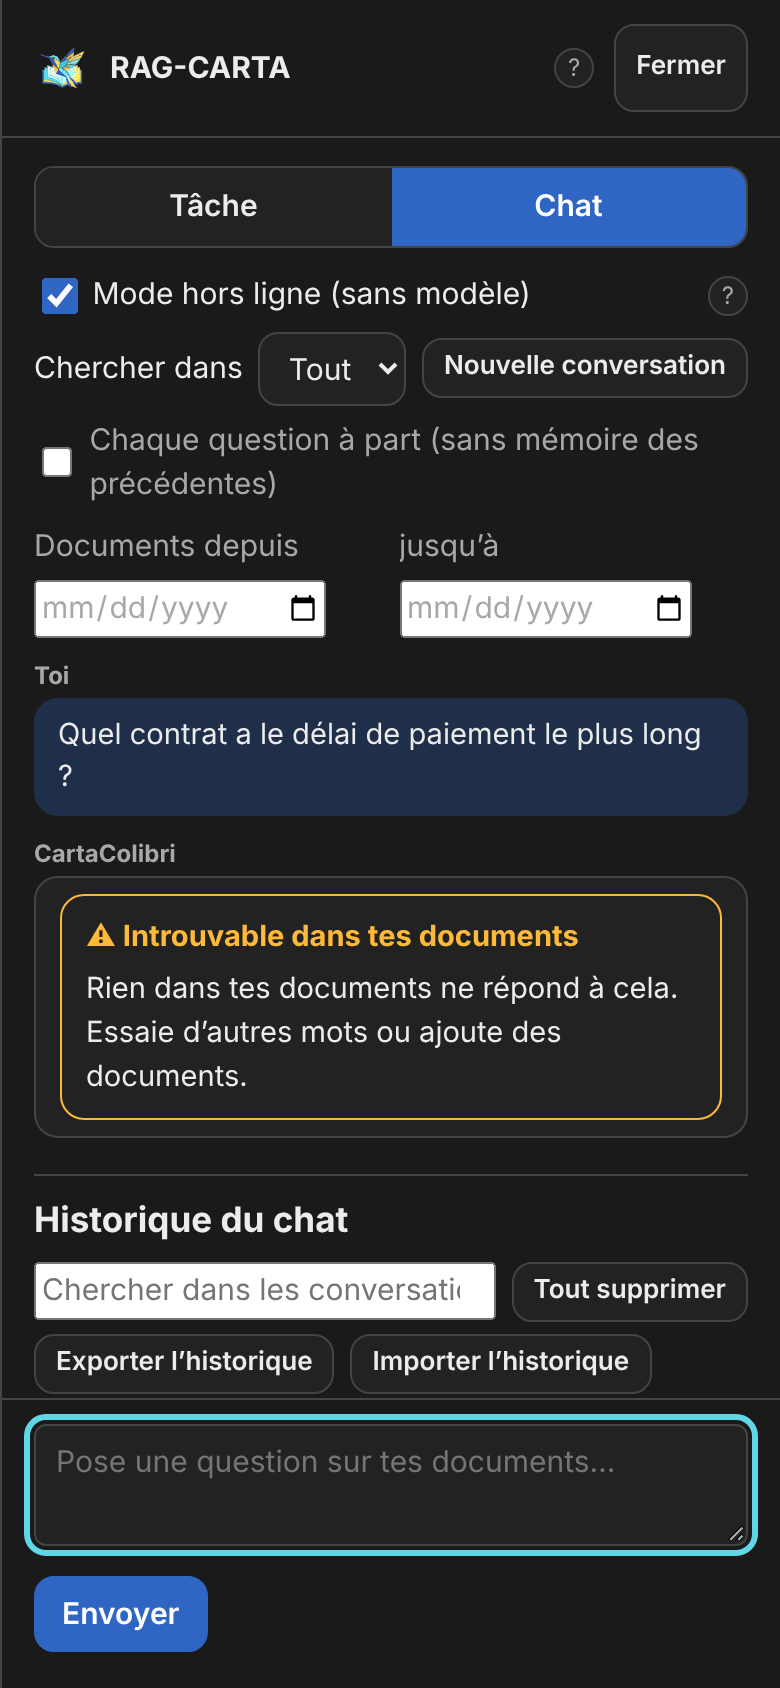 RAG-CARTA
?
Fermer
Tâche
Chat
Mode hors ligne (sans modèle)
?
Chercher dans
Tout
Nouvelle conversation
Chaque question à part (sans mémoire des
précédentes)
Documents depuis
jusqu’à
mm/dd/yyyy
mm/dd/yyyy
Toi
Quel contrat a le délai de paiement le plus long
?
CartaColibri
⚠ Introuvable dans tes documents
Rien dans tes documents ne répond à cela.
Essaie d’autres mots ou ajoute des
documents.
Historique du chat
Chercher dans les conversati
Tout supprimer
Exporter l’historique
Importer l’historique
Pose une question sur tes documents...
Envoyer